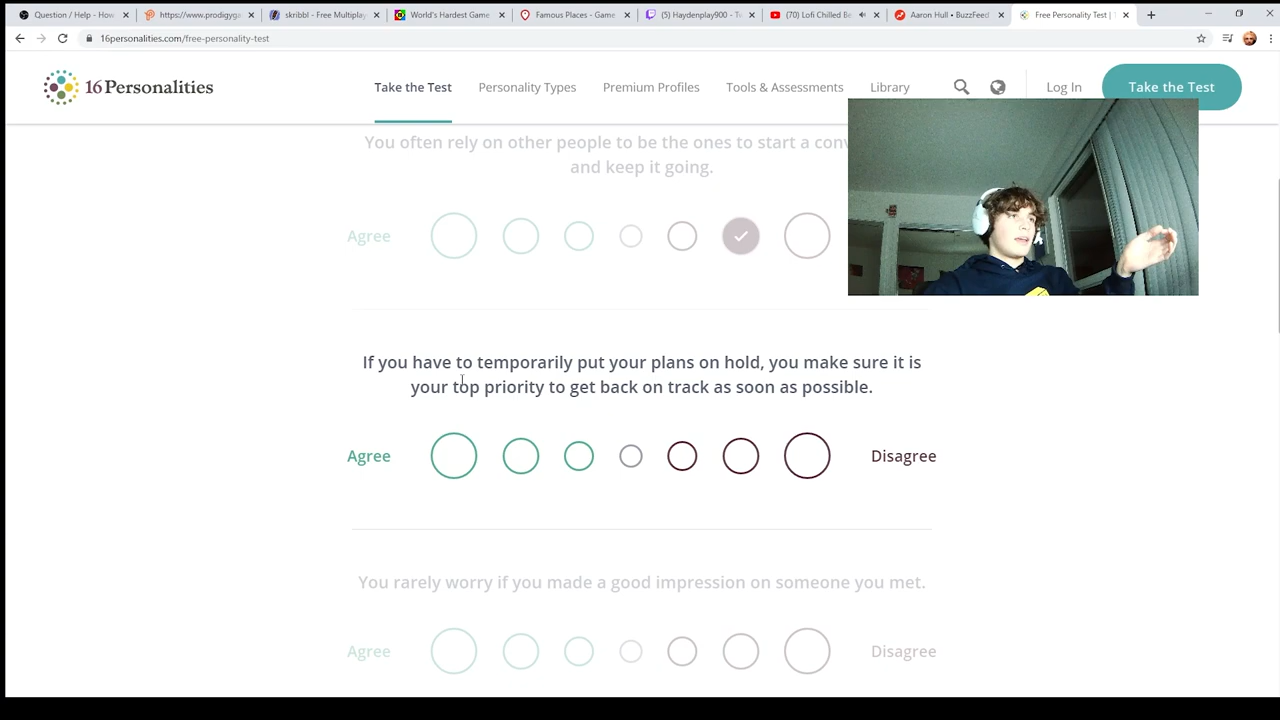 Question / Help - How
https://www.prodigyga
skribbl - Free Multiplay
World's Hardest Game
Famous Places - Game
(5) Haydenplay900 - Tw
(70) Lofi Chilled Be
Aaron Hull • BuzzFeed
Free Personality Test |
16personalities.com/free-personality-test
16Personalities
Take the Test
Personality Types
Premium Profiles
Tools & Assessments
Library
Log In
Take the Test
You often rely on other people to be the ones to start a conv
and keep it going.
Agree
If you have to temporarily put your plans on hold, you make sure it is
your top priority to get back on track as soon as possible.
Agree
Disagree
You rarely worry if you made a good impression on someone you met.
Agree
Disagree